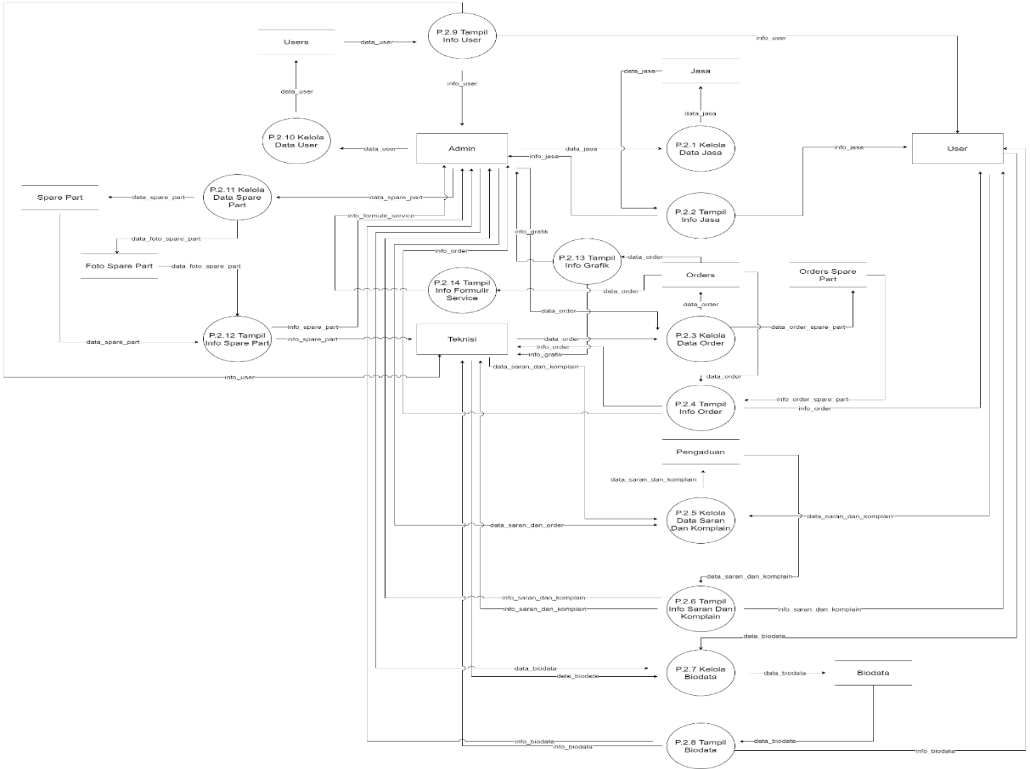 P.2.9 Tampil
Info User
Users
data_user
info_user
info_user
data_user
Jasa
data_jasa
data_jasa
P.2.10 Kelola
Data User
data_user
Admin
data_jasa
P.2.1 Kelola
Data Jasa
info_jasa
info_jasa
User
Spare Part
data_spare_part
P.2.11 Kelola
Data Spare
Part
data_spare_part
P.2.2 Tampil
Info Jasa
info_formulir_service
info_grafik
data_foto_spare_part
info_order
P.2.13 Tampil
Info Grafik
data_order
Foto Spare Part
data_foto_spare_part
Orders
Orders Spare
Part
P.2.14 Tampil
Info Formulir
Service
data_order
data_order
data_order
P.2.12 Tampil
Info Spare Part
info_spare_part
info_spare_part
data_spare_part
Teknisi
data_order
info_order
info_grafik
P.2.3 Kelola
Data Order
data_order_spare_part
data_saran_dan_komplain
info_user
data_order
P.2.4 Tampil
Info Order
info_order_spare_part
info_order
Pengaduan
data_saran_dan_komplain
P.2.5 Kelola
Data Saran
Dan Komplain
data_saran_dan_komplain
data_saran_dan_order
data_saran_dan_komplain
P.2.6 Tampil
Info Saran Dan
Komplain
info_saran_dan_komplain
info_saran_dan_komplain
info_saran_dan_komplain
data_biodata
P.2.7 Kelola
Biodata
data_biodata
data_biodata
data_biodata
Biodata
P.2.8 Tampil
Biodata
data_biodata
info_biodata
info_biodata
info_biodata